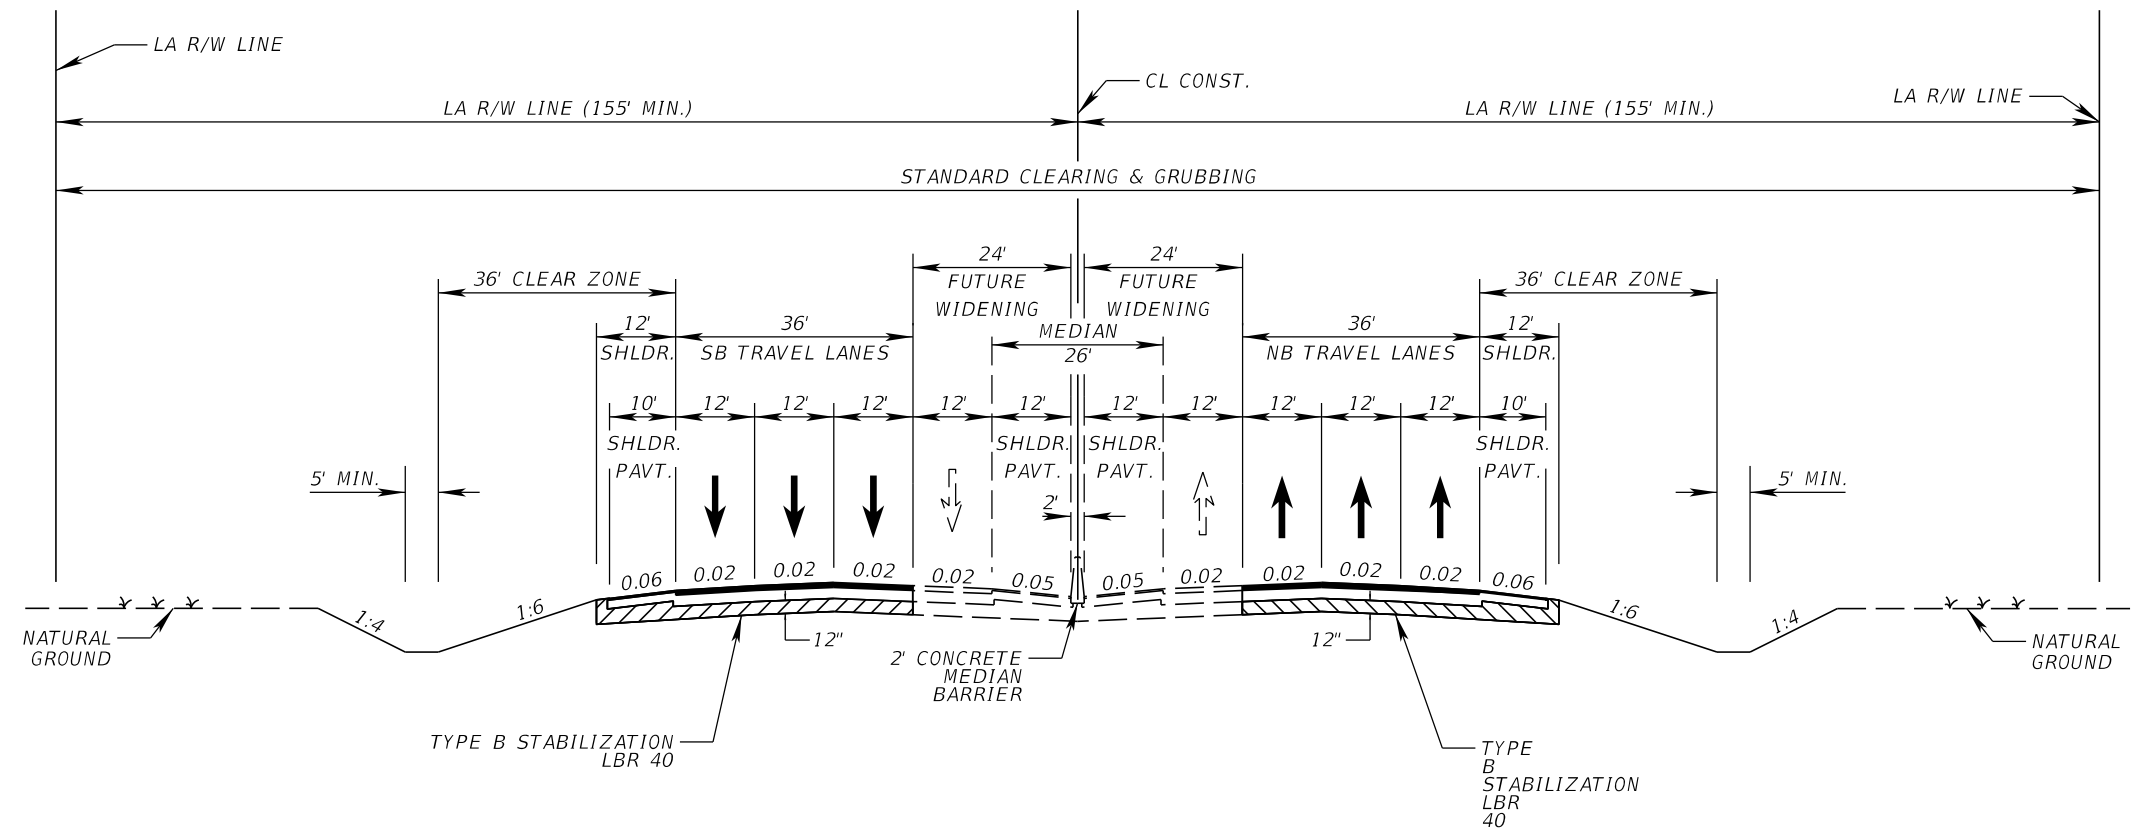 LA R/W LINE
CL CONST.
LA R/W LINE
LA R/W LINE (155' MIN.)
LA R/W LINE (155' MIN.)
STANDARD CLEARING & GRUBBING
24'
24'
FUTURE
WIDENING
FUTURE
WIDENING
36' CLEAR ZONE
36' CLEAR ZONE
12'
36'
MEDIAN
36'
12'
SHLDR.
SB TRAVEL LANES
26'
NB TRAVEL LANES
SHLDR.
10'
12'
12'
12'
12'
12'
12'
12'
12'
12'
12'
10'
SHLDR.
PAVT.
SHLDR.
PAVT.
SHLDR.
PAVT.
SHLDR.
PAVT.
5' MIN.
2'
5' MIN.
0.06
0.02
0.02
0.02
0.02
0.05
0.05
0.02
0.02
0.02
0.02
0.06
1:4
1:6
1:6
1:4
NATURAL
GROUND
12"
12"
NATURAL
GROUND
2' CONCRETE
MEDIAN
BARRIER
TYPE B STABILIZATION
LBR 40
TYPE
B
STABILIZATION
LBR
40